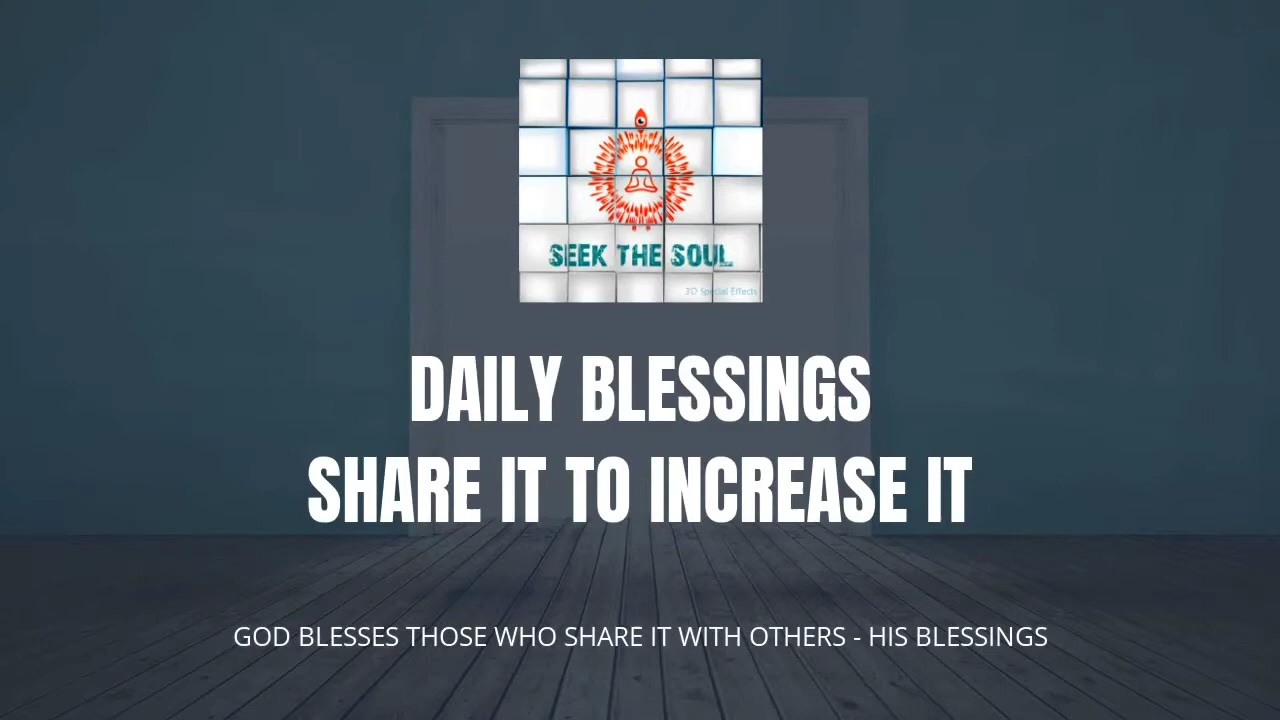 SEEK THE SOUL
3D Special Effects
DAILY BLESSINGS
SHARE IT TO INCREASE IT
GOD BLESSES THOSE WHO SHARE IT WITH OTHERS - HIS BLESSINGS